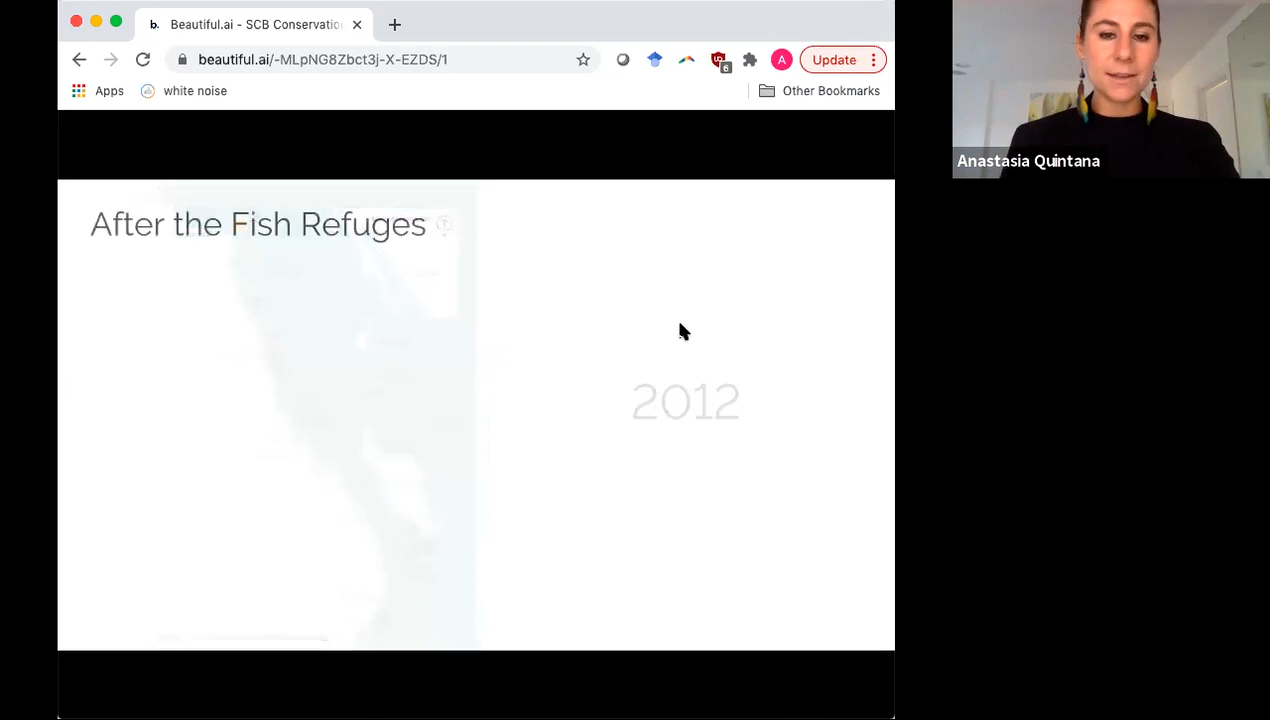 Beautiful.ai - SCB Conservatio
beautiful.ai/-MLpNG8Zbct3j-X-EZDS/1
6
A
Update
Apps
white noise
Other Bookmarks
Anastasia Quintana
After the Fish Refuges
2012